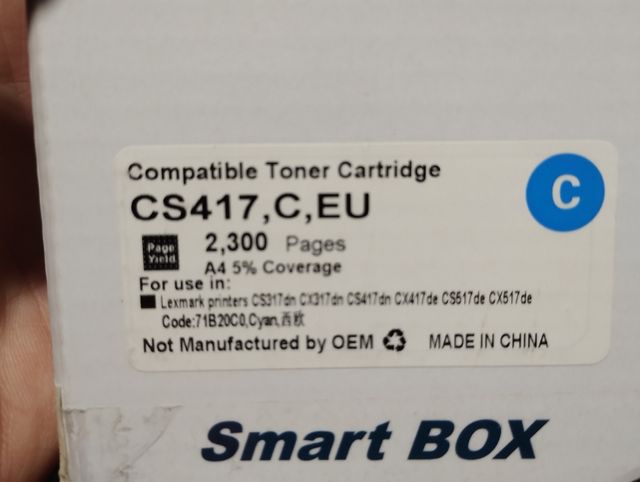 Compatible Toner Cartridge
CS417,C,EU
C
Page Yield
2,300 Pages
A4 5% Coverage
For use in:
Lexmark printers CS317dn CX317dn CS417dn CX417de CS517de CX517de
Code:71B20C0,Cyan,西欧
Not Manufactured by OEM MADE IN CHINA
Smart BOX